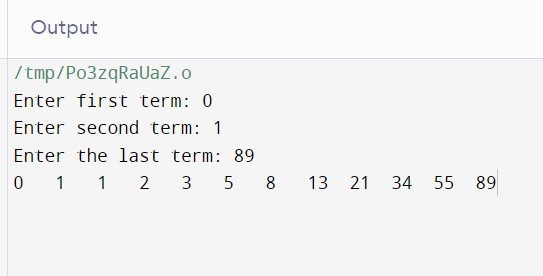 Output
/tmp/Po3zqRaUaZ.o
Enter first term: 0
Enter second term: 1
Enter the last term: 89
0   1   1   2   3   5   8   13  21  34  55  89